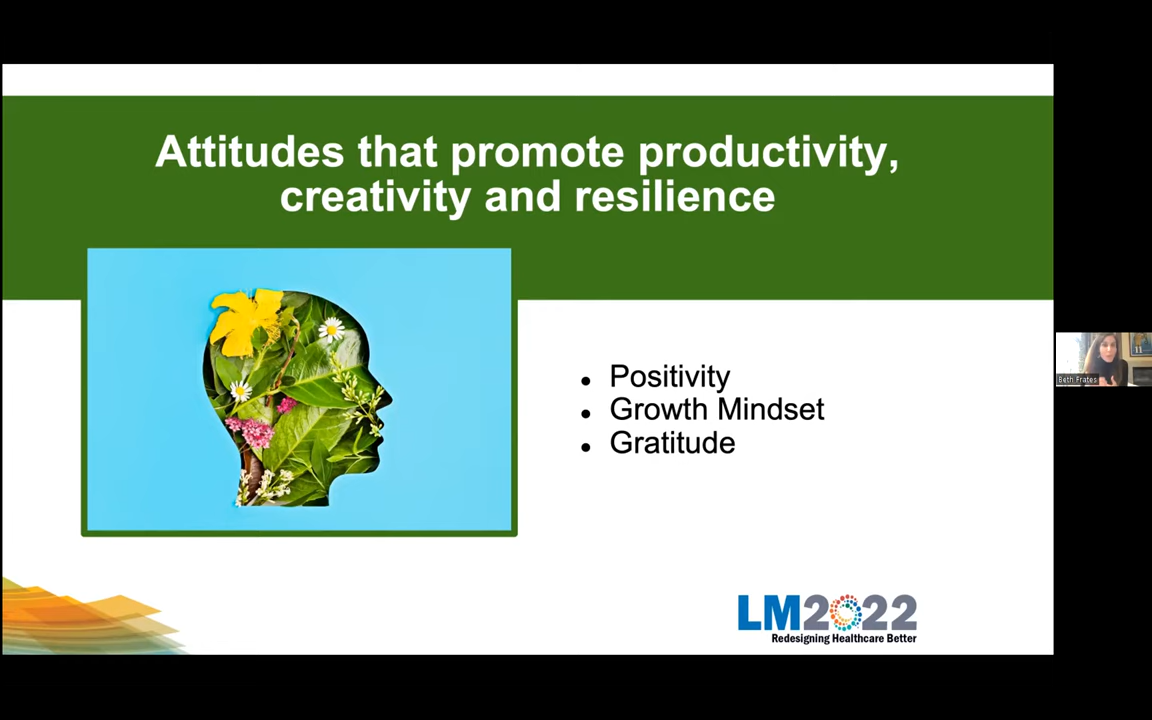 Attitudes that promote productivity,
creativity and resilience
• Positivity
• Growth Mindset
• Gratitude
Beth Frates
LM2022
Redesigning Healthcare Better